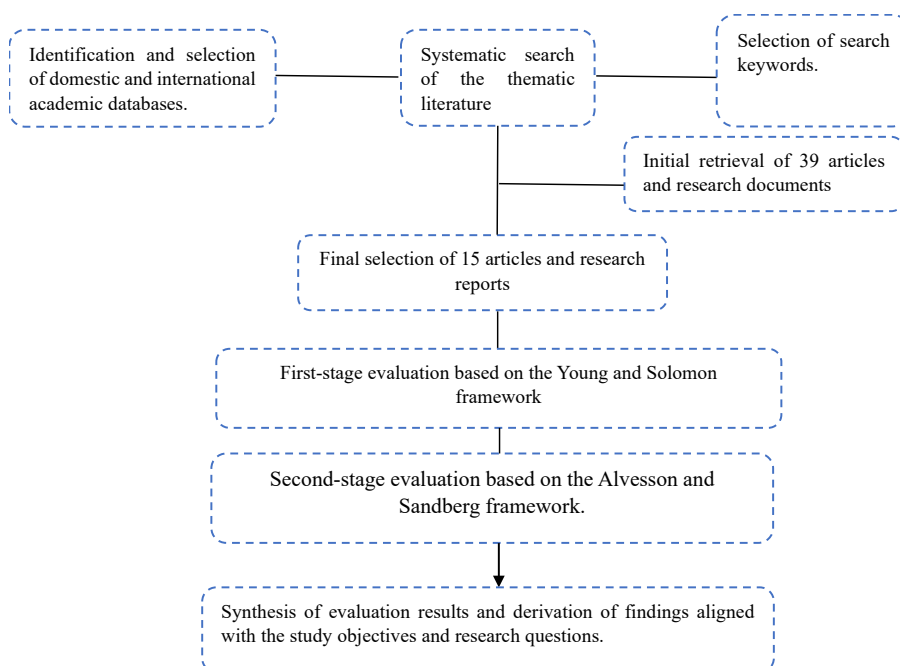 Identification and selection
of domestic and international
academic databases.
Systematic search
of the thematic
literature
Selection of search
keywords.
Initial retrieval of 39 articles
and research documents
Final selection of 15 articles and research
reports
First-stage evaluation based on the Young and Solomon
framework
Second-stage evaluation based on the Alvesson and
Sandberg framework.
Synthesis of evaluation results and derivation of findings aligned
with the study objectives and research questions.